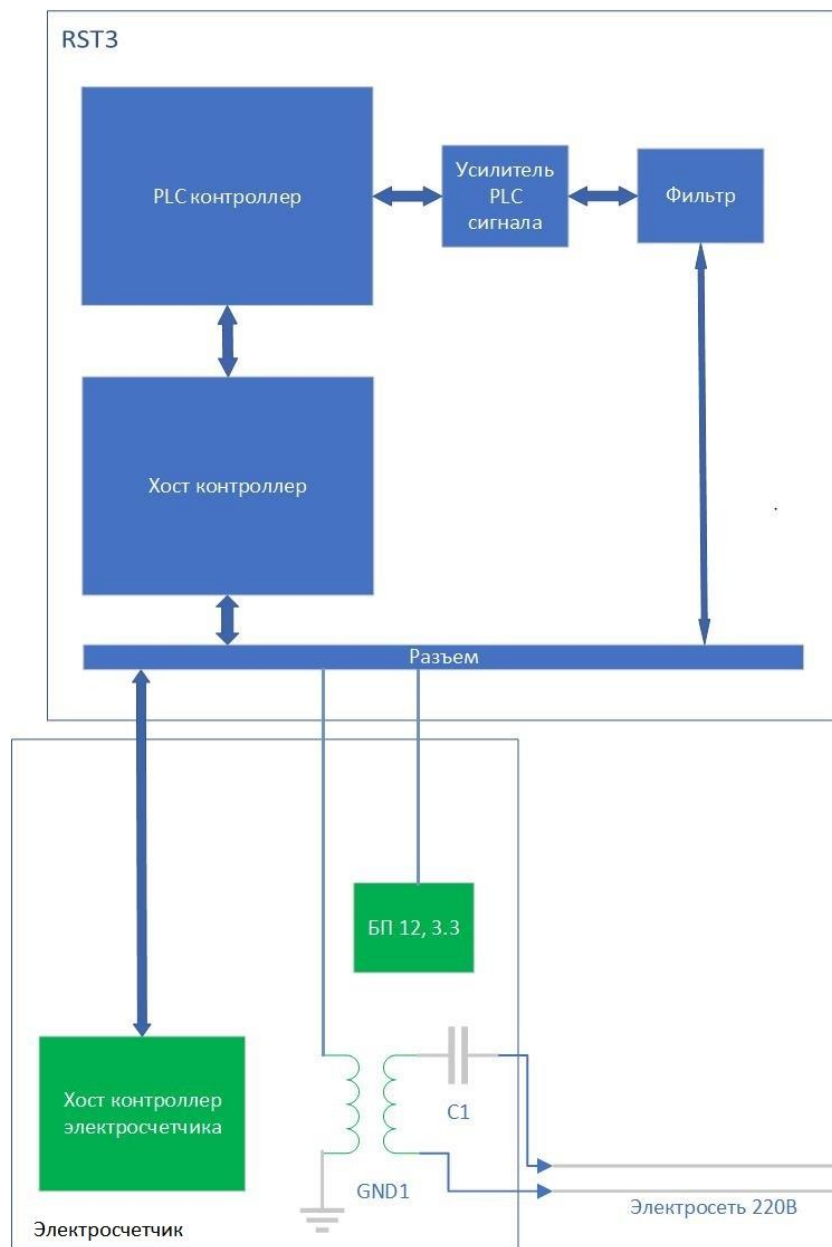 RST3
PLC контроллер
Усилитель
PLC
сигнала
Фильтр
Хост контроллер
Разъем
БП 12, 3.3
Хост контроллер
электросчетчика
C1
GND1
Электросеть 220В
Электросчетчик